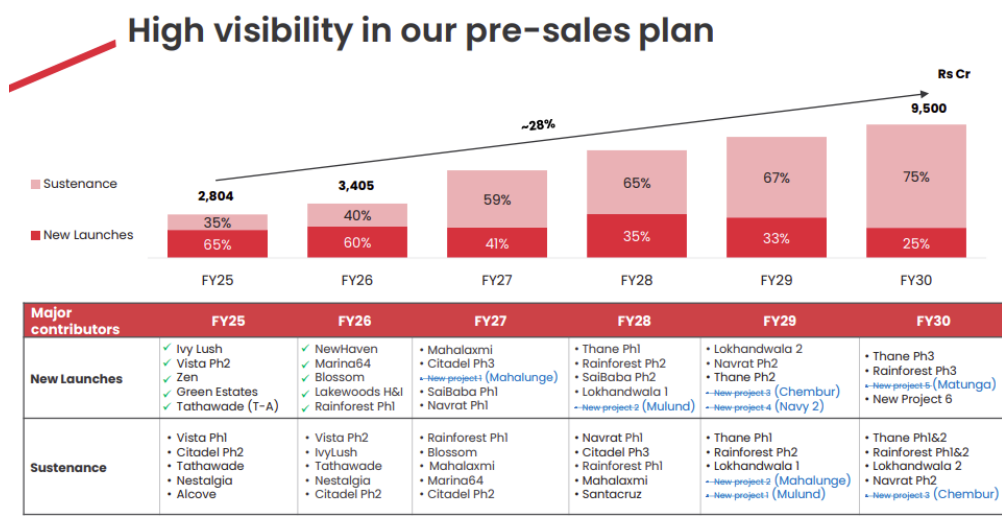 High visibility in our pre-sales plan
Rs Cr
9,500
~28%
3,405
2,804
Sustenance
New Launches
35%
65%
40%
60%
59%
41%
65%
35%
67%
33%
75%
25%
FY25 FY26 FY27 FY28 FY29 FY30
Major contributors FY25 FY26 FY27 FY28 FY29 FY30
New Launches
✓ Ivy Lush
✓ Vista Ph2
✓ Zen
✓ Green Estates
✓ Tathawade (T-A)
✓ NewHaven
✓ Marina64
✓ Blossom
✓ Lakewoods H&I
✓ Rainforest Ph1
• Mahalaxmi
• Citadel Ph3
• New project 1 (Mahalunge)
• SaiBaba Ph1
• Navrat Ph1
• Thane Ph1
• Rainforest Ph2
• SaiBaba Ph2
• Lokhandwala 1
• New project 2 (Mulund)
• Lokhandwala 2
• Navrat Ph2
• Thane Ph2
• New project 3 (Chembur)
• New project 4 (Navy 2)
• Thane Ph3
• Rainforest Ph3
• New project 5 (Matunga)
• New Project 6
Sustenance
• Vista Ph1
• Citadel Ph2
• Tathawade
• Nestalgia
• Alcove
• Vista Ph2
• IvyLush
• Tathawade
• Nestalgia
• Citadel Ph2
• Rainforest Ph1
• Blossom
• Mahalaxmi
• Marina64
• Citadel Ph2
• Navrat Ph1
• Citadel Ph3
• Rainforest Ph1
• Mahalaxmi
• Santacruz
• Thane Ph1
• Rainforest Ph2
• Lokhandwala 1
• New project 2 (Mahalunge)
• New project 1 (Mulund)
• Thane Ph1&2
• Rainforest Ph1&2
• Lokhandwala 2
• Navrat Ph2
• New project 3 (Chembur)